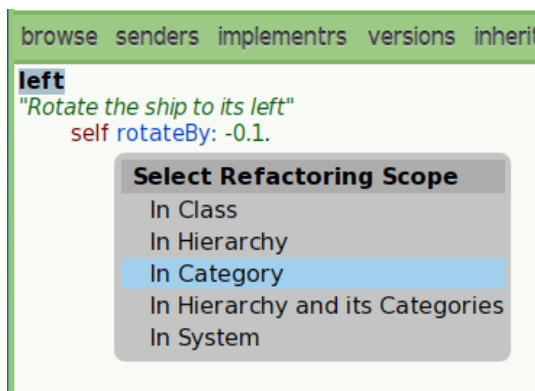 browse senders implementrs versions inherit
left
"Rotate the ship to its left"
self rotateBy: -0.1.
Select Refactoring Scope
In Class
In Hierarchy
In Category
In Hierarchy and its Categories
In System